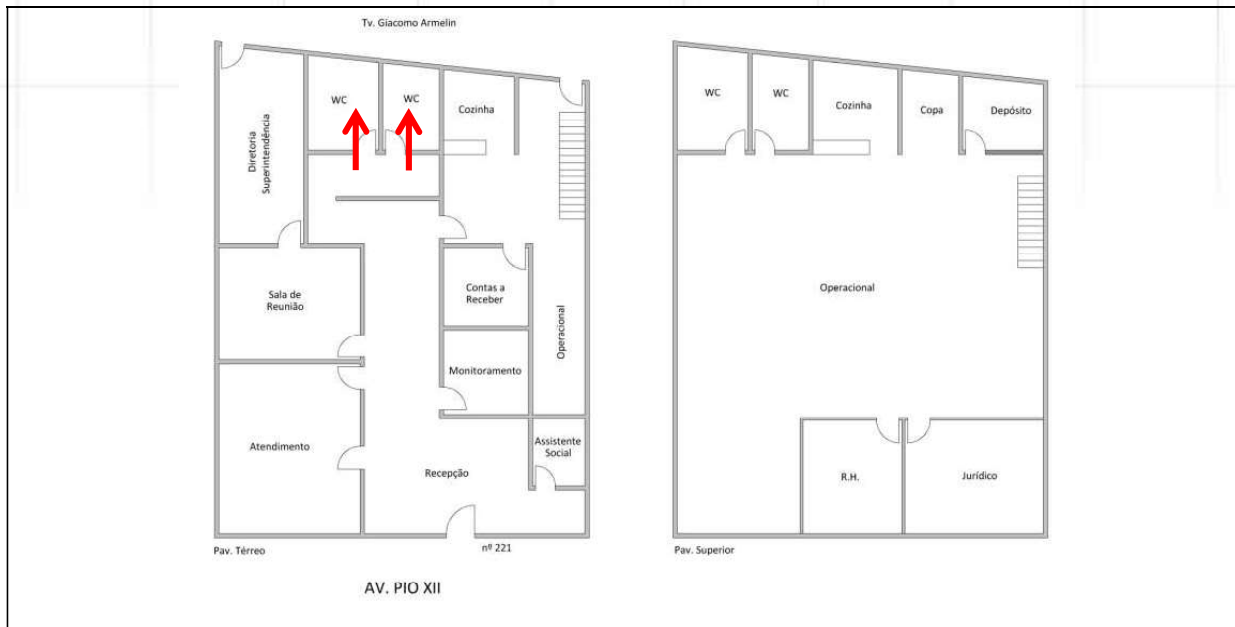 Tv. Giacomo Armelin
WC
WC
Cozinha
Diretoria
Superintendência
Sala de
Reunião
Contas a
Receber
Operacional
Monitoramento
Atendimento
Assistente
Social
Recepção
Pav. Térreo
nº 221
AV. PIO XII
WC
WC
Cozinha
Copa
Depósito
Operacional
R.H.
Jurídico
Pav. Superior